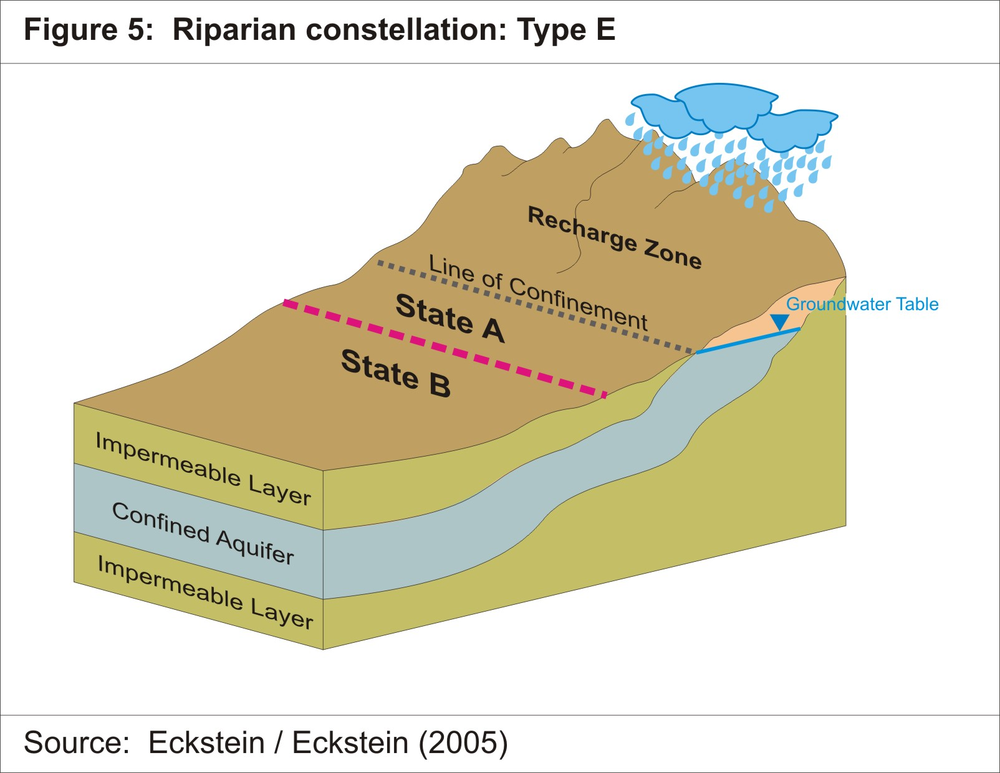 Figure 5: Riparian constellation: Type E
Recharge Zone
Line of Confinement
State A
Groundwater Table
State B
Impermeable Layer
Confined Aquifer
Impermeable Layer
Source: Eckstein / Eckstein (2005)